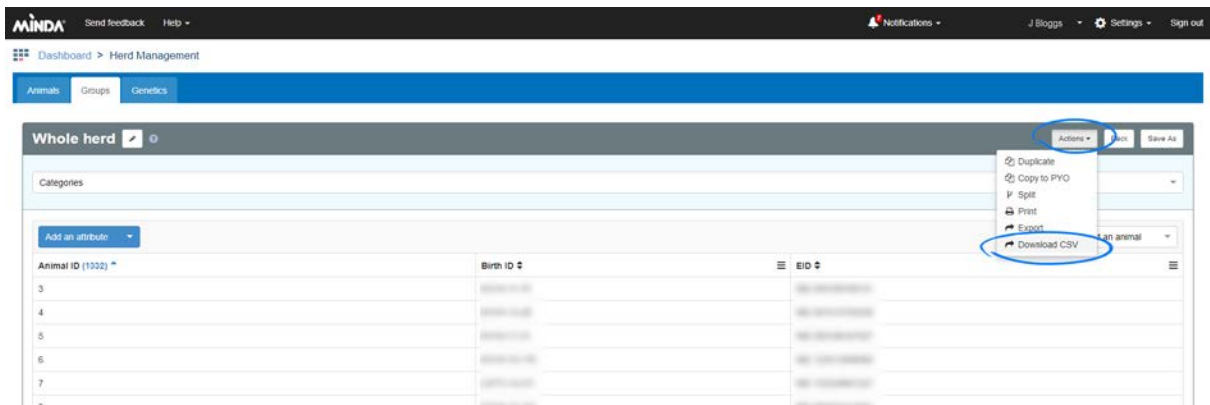 MINDA Send feedback Help Notifications J Bloggs Settings Sign out
Dashboard > Herd Management
Animals Groups Genetics
Whole herd Actions Back Save As
Duplicate
Categories Copy to PYO
Split
Print
Export
Add an attribute an animal
Download CSV
Animal ID (1032) Birth ID EID
3
4
5
6
7